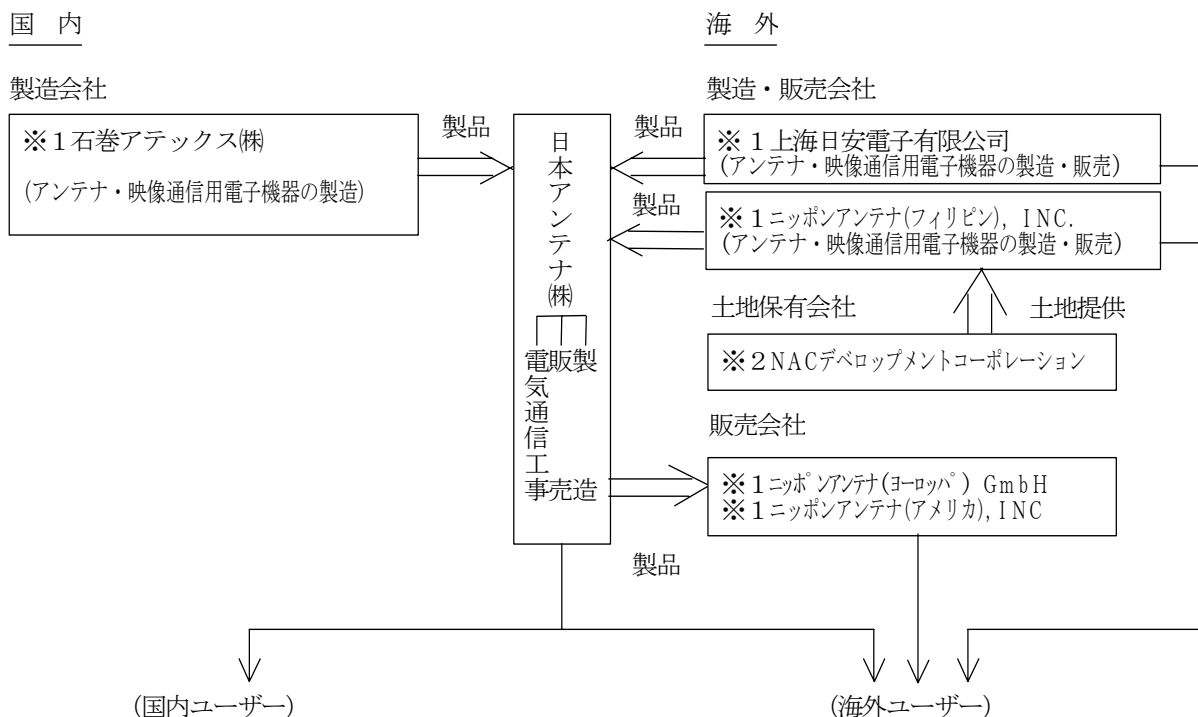 国 内
海 外
製造会社
製造・販売会社
※1石巻アテックス㈱
(アンテナ・映像通信用電子機器の製造)
製品
日本アンテナ㈱
製品
※1上海日安電子有限公司
(アンテナ・映像通信用電子機器の製造・販売)
製品
※1ニッポンアンテナ(フィリピン), INC.
(アンテナ・映像通信用電子機器の製造・販売)
土地保有会社
土地提供
※2NACデベロップメントコーポレーション
製造
販売
電気通信工事
販売会社
※1ニッポンアンテナ(ヨーロッパ) GmbH
※1ニッポンアンテナ(アメリカ), INC
製品
(国内ユーザー)
(海外ユーザー)